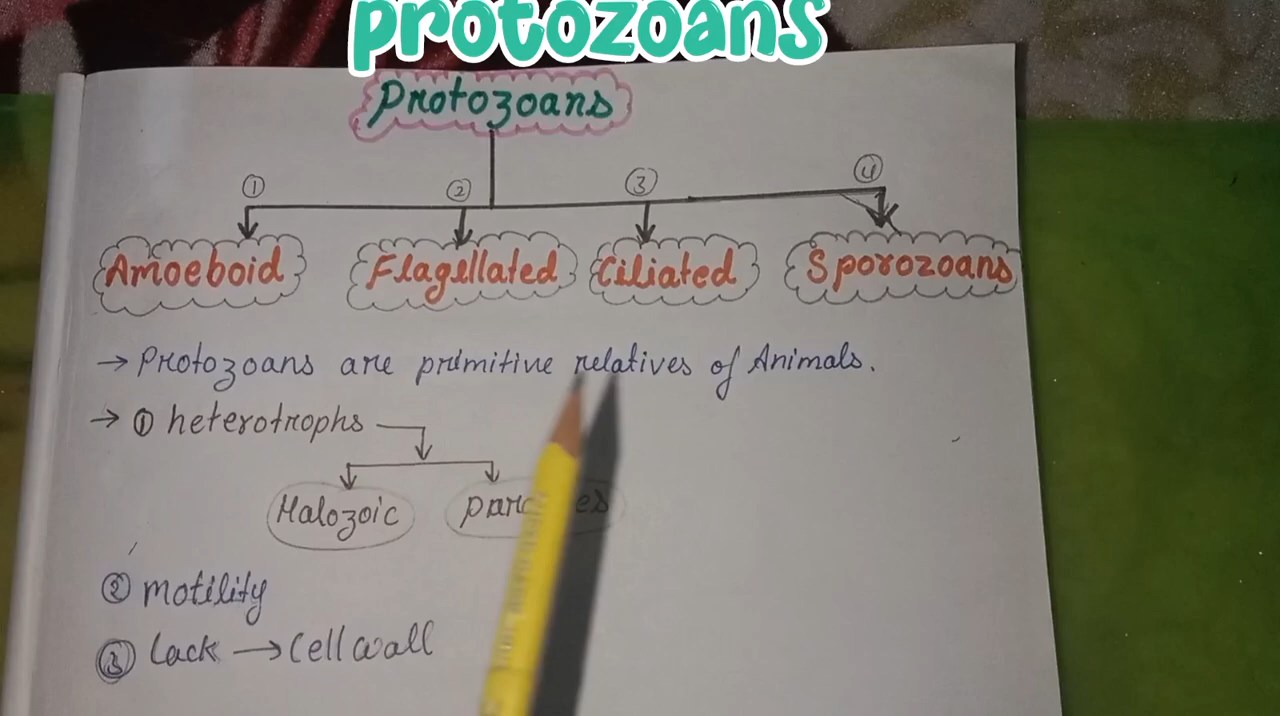 protozoans
Protozoans
① ② ③ ④
Amoeboid Flagellated Ciliated Sporozoans
→ Protozoans are primitive relatives of Animals.
→ ① heterotrophs
Holozoic
② motility
③ Lack → Cell wall